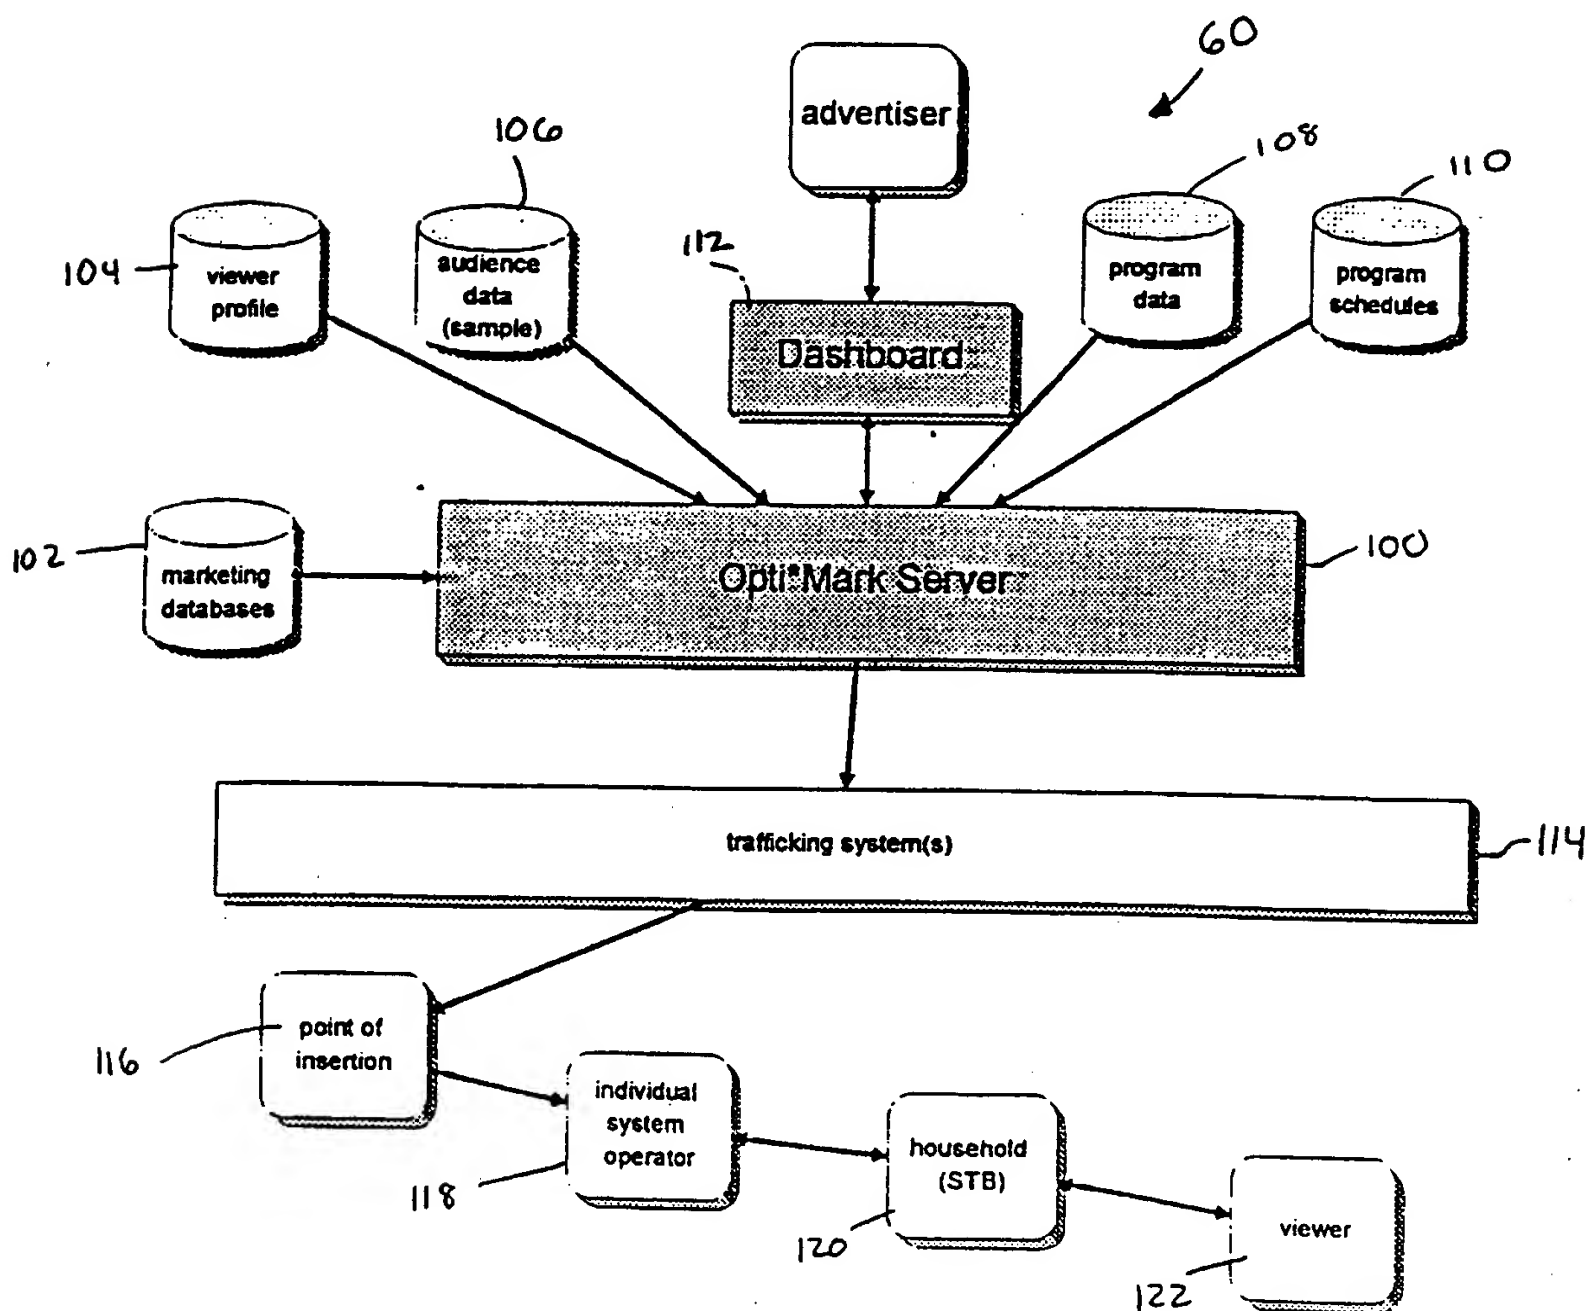 60
advertiser
106
108
110
112
104
viewer
profile
audience
data
(sample)
program
data
program
schedules
Dashboard
102
marketing
databases
Opti*Mark Server
100
trafficking system(s)
114
116
point of
insertion
individual
system
operator
118
household
(STB)
120
viewer
122